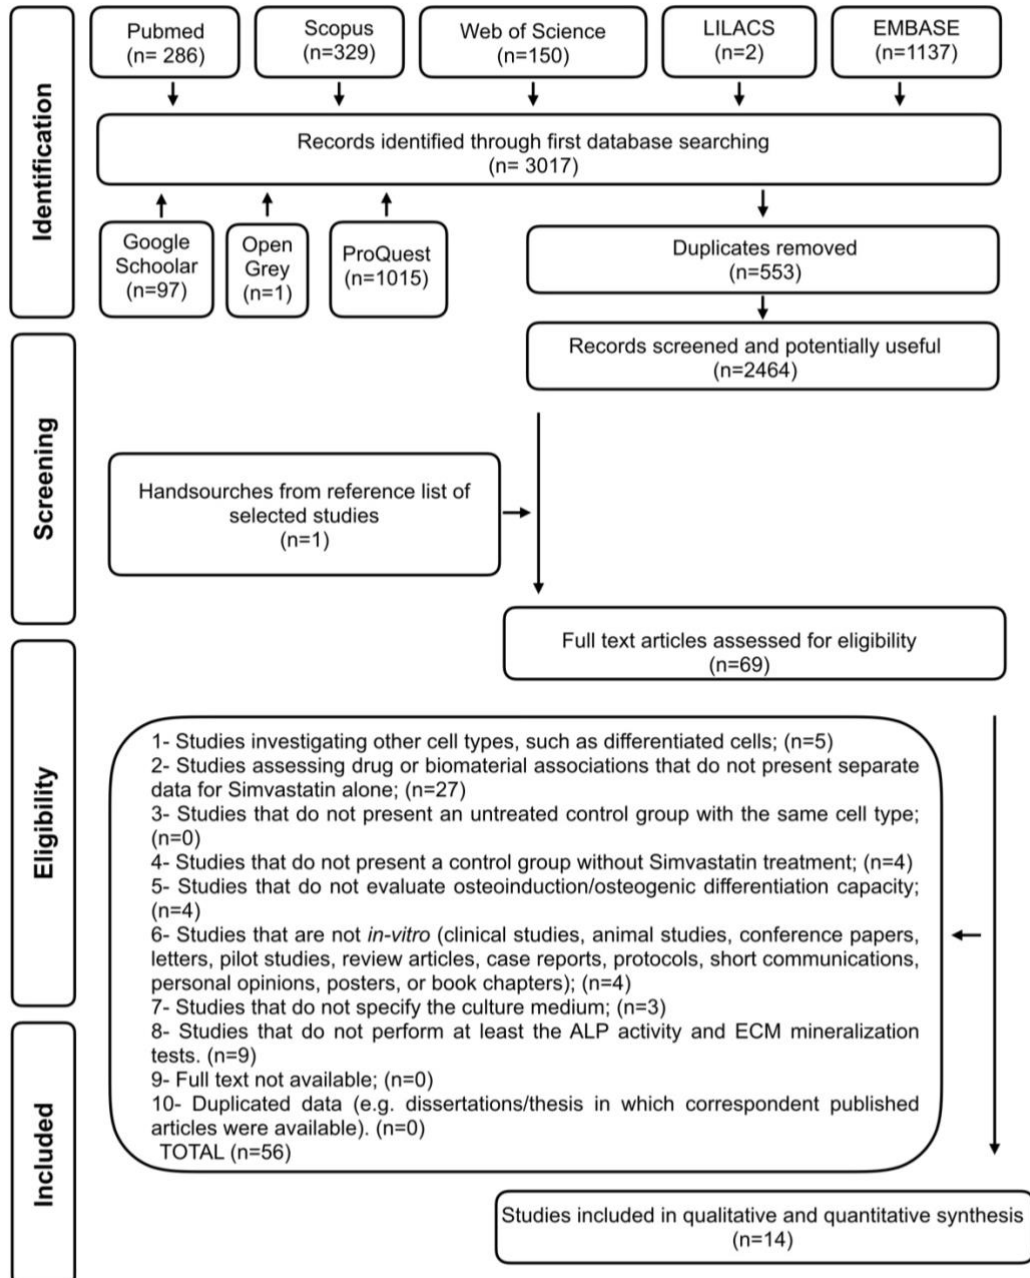 Identification
Pubmed
(n= 286)
Scopus
(n=329)
Web of Science
(n=150)
LILACS
(n=2)
EMBASE
(n=1137)
Records identified through first database searching
(n= 3017)
Google
Schoolar
(n=97)
Open
Grey
(n=1)
ProQuest
(n=1015)
Duplicates removed
(n=553)
Records screened and potentially useful
(n=2464)
Screening
Handsourches from reference list of
selected studies
(n=1)
Full text articles assessed for eligibility
(n=69)
Eligibility
1- Studies investigating other cell types, such as differentiated cells; (n=5)
2- Studies assessing drug or biomaterial associations that do not present separate
data for Simvastatin alone; (n=27)
3- Studies that do not present an untreated control group with the same cell type;
(n=0)
4- Studies that do not present a control group without Simvastatin treatment; (n=4)
5- Studies that do not evaluate osteoinduction/osteogenic differentiation capacity;
(n=4)
6- Studies that are not in-vitro (clinical studies, animal studies, conference papers,
letters, pilot studies, review articles, case reports, protocols, short communications,
personal opinions, posters, or book chapters); (n=4)
7- Studies that do not specify the culture medium; (n=3)
8- Studies that do not perform at least the ALP activity and ECM mineralization
tests. (n=9)
9- Full text not available; (n=0)
10- Duplicated data (e.g. dissertations/thesis in which correspondent published
articles were available). (n=0)
TOTAL (n=56)
Included
Studies included in qualitative and quantitative synthesis
(n=14)